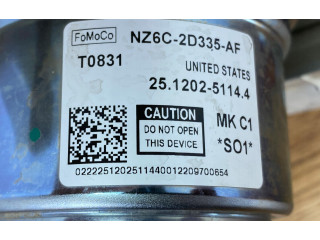 FoMoCo NZ6C-2D335-AF
T0831 UNITED STATES
25.1202-5114.4
CAUTION
DO NOT OPEN
THIS DEVICE
MK C1
*SO1*
022225120251144001220970065​4